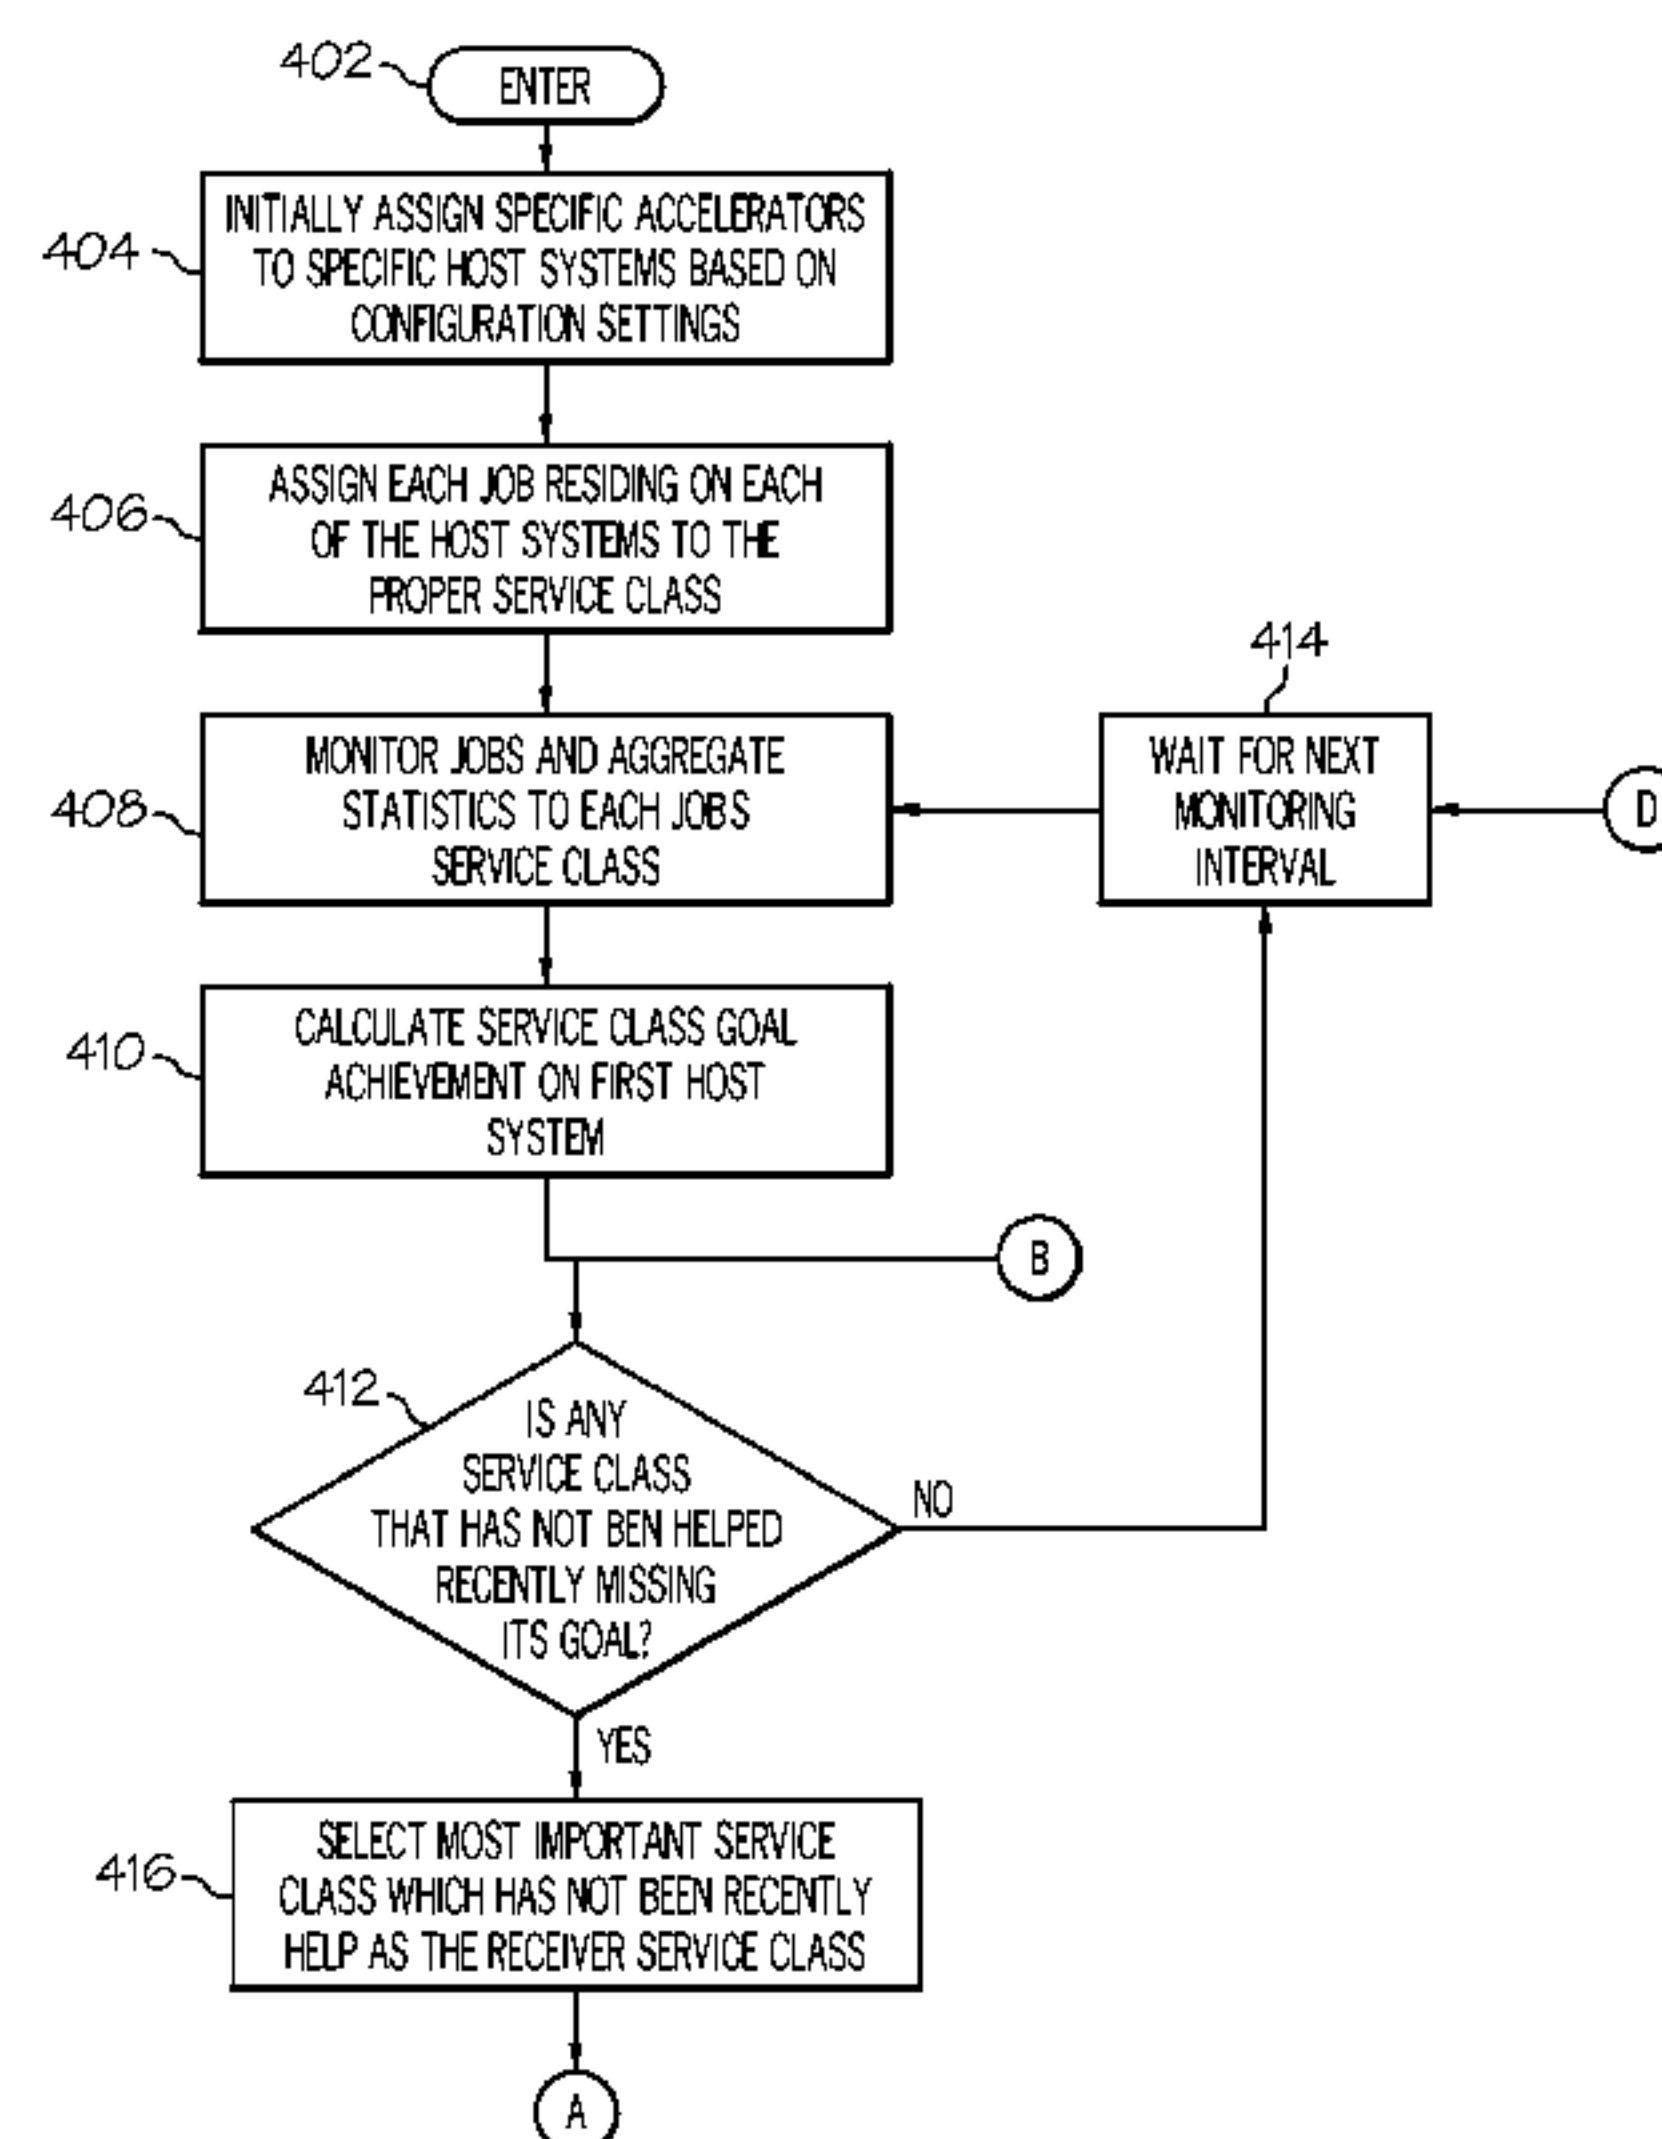 402
ENTER
404
INITIALLY ASSIGN SPECIFIC ACCELERATORS
TO SPECIFIC HOST SYSTEMS BASED ON
CONFIGURATION SETTINGS
406
ASSIGN EACH JOB RESIDING ON EACH
OF THE HOST SYSTEMS TO THE
PROPER SERVICE CLASS
408
MONITOR JOBS AND AGGREGATE
STATISTICS TO EACH JOBS
SERVICE CLASS
414
WAIT FOR NEXT
MONITORING
INTERVAL
D
410
CALCULATE SERVICE CLASS GOAL
ACHIEVEMENT ON FIRST HOST
SYSTEM
B
412
IS ANY
SERVICE CLASS
THAT HAS NOT BEN HELPED
RECENTLY MISSING
ITS GOAL?
NO
YES
416
SELECT MOST IMPORTANT SERVICE
CLASS WHICH HAS NOT BEEN RECENTLY
HELP AS THE RECEIVER SERVICE CLASS
A